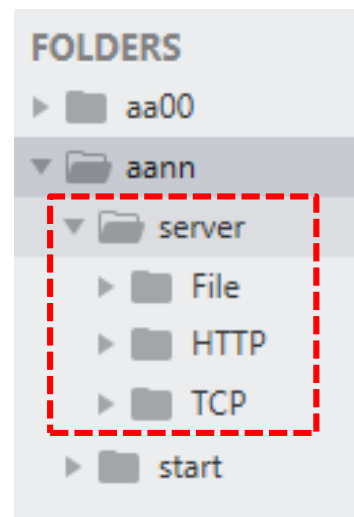 FOLDERS
aa00
aann
server
File
HTTP
TCP
start